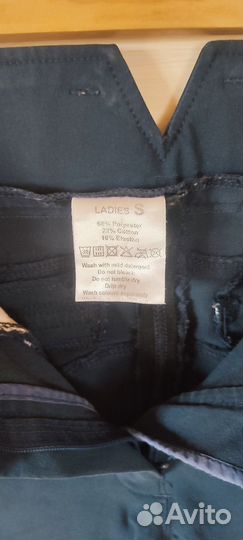 LADIES S
68% Polyester
22% Cotton
10% Elastan
Wash with mild detergent.
Do not bleach.
Do not tumble dry
Drip dry
Wash colours separately
Avito